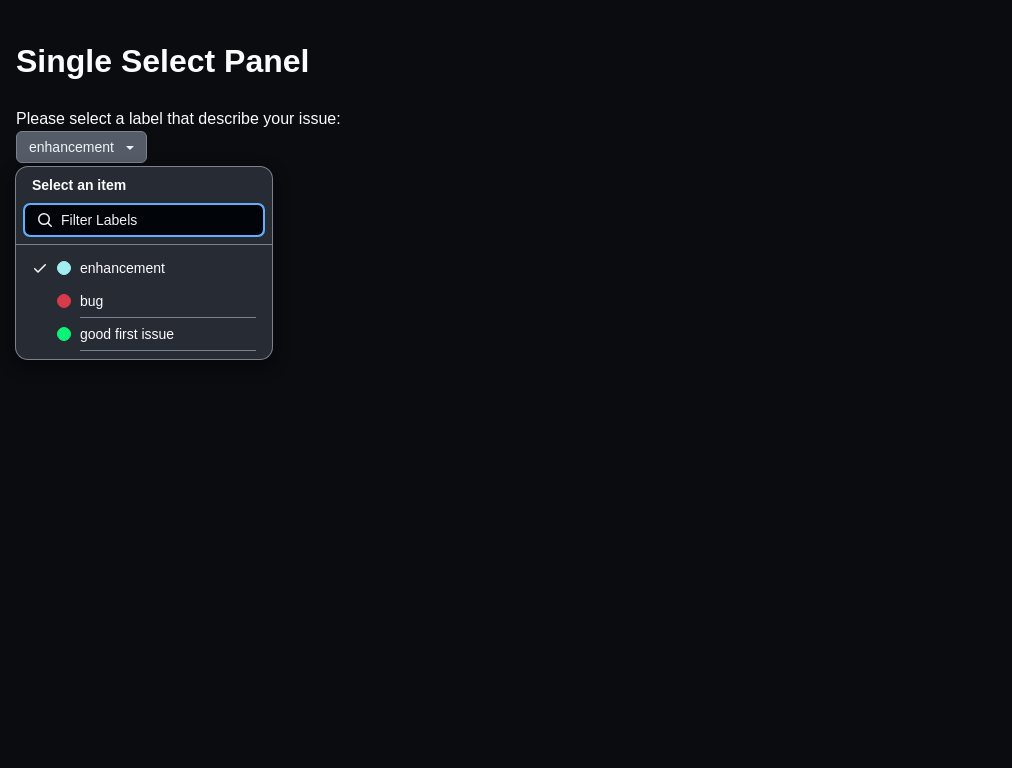 Single Select Panel
Please select a label that describe your issue:
enhancement
Select an item
Filter Labels
enhancement
bug
good first issue